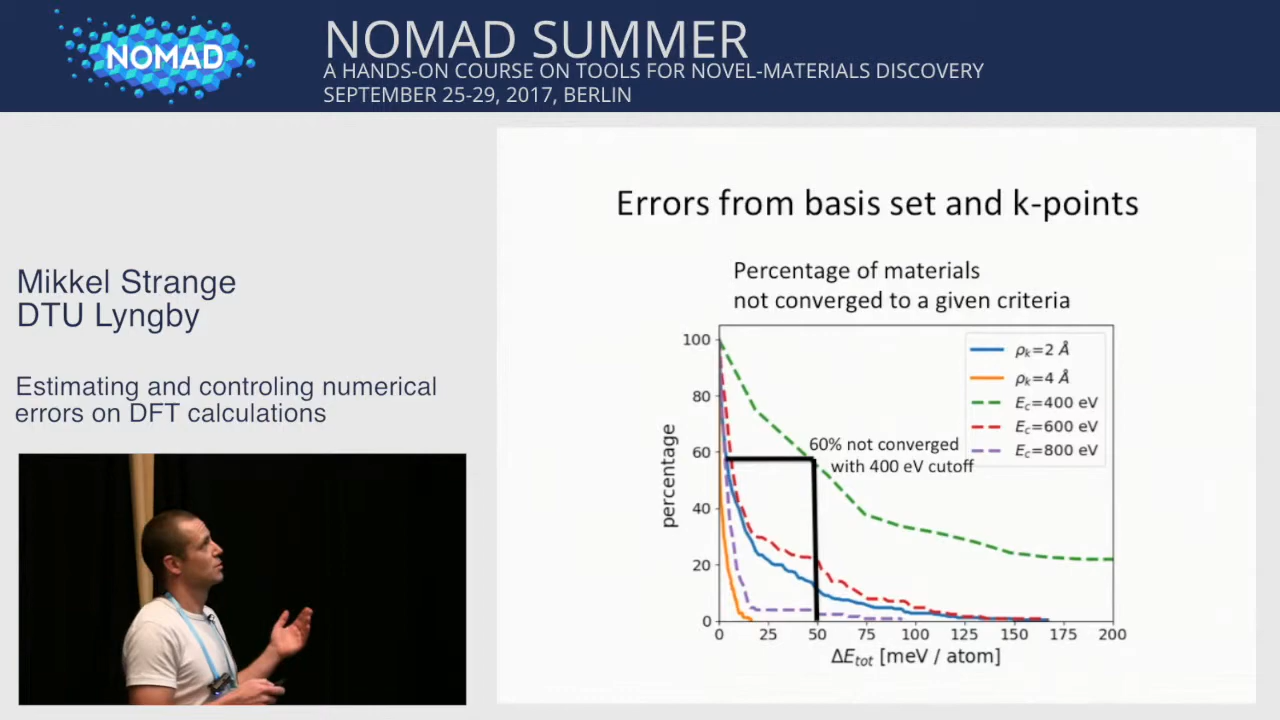 NOMAD
NOMAD SUMMER
A HANDS-ON COURSE ON TOOLS FOR NOVEL-MATERIALS DISCOVERY
SEPTEMBER 25-29, 2017, BERLIN
Mikkel Strange
DTU Lyngby
Estimating and controling numerical
errors on DFT calculations
Errors from basis set and k-points
Percentage of materials
not converged to a given criteria
percentage
100
80
60
40
20
0
ρk=2 Å
ρk=4 Å
Ec=400 eV
Ec=600 eV
Ec=800 eV
60% not converged
with 400 eV cutoff
0 25 50 75 100 125 150 175 200
ΔEtot [meV / atom]